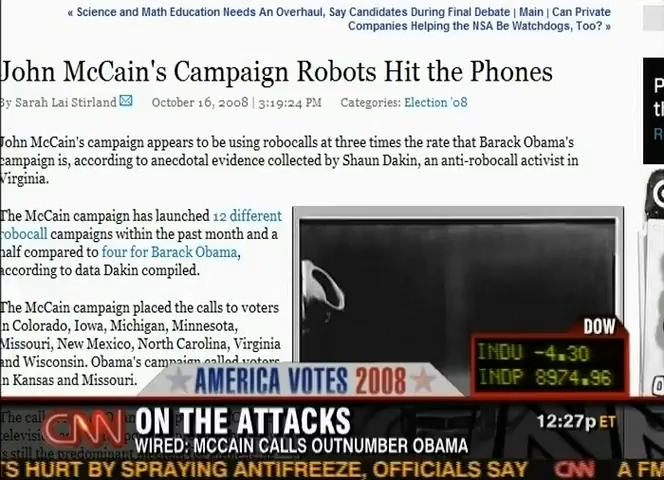 « Science and Math Education Needs An Overhaul, Say Candidates During Final Debate | Main | Can Private
Companies Helping the NSA Be Watchdogs, Too? »
John McCain's Campaign Robots Hit the Phones
By Sarah Lai Stirland October 16, 2008 | 3:19:24 PM Categories: Election '08
John McCain's campaign appears to be using robocalls at three times the rate that Barack Obama's
campaign is, according to anecdotal evidence collected by Shaun Dakin, an anti-robocall activist in
Virginia.
The McCain campaign has launched 12 different
robocall campaigns within the past month and a
half compared to four for Barack Obama,
according to data Dakin compiled.
The McCain campaign placed the calls to voters
in Colorado, Iowa, Michigan, Minnesota,
Missouri, New Mexico, North Carolina, Virginia
and Wisconsin. Obama's campaign called voters
in Kansas and Missouri.
DOW
INDU -4.30
INDP 8974.96
AMERICA VOTES 2008
The call
CNN ON THE ATTACKS 12:27p ET
WIRED: MCCAIN CALLS OUTNUMBER OBAMA
'S HURT BY SPRAYING ANTIFREEZE, OFFICIALS SAY CNN A FM